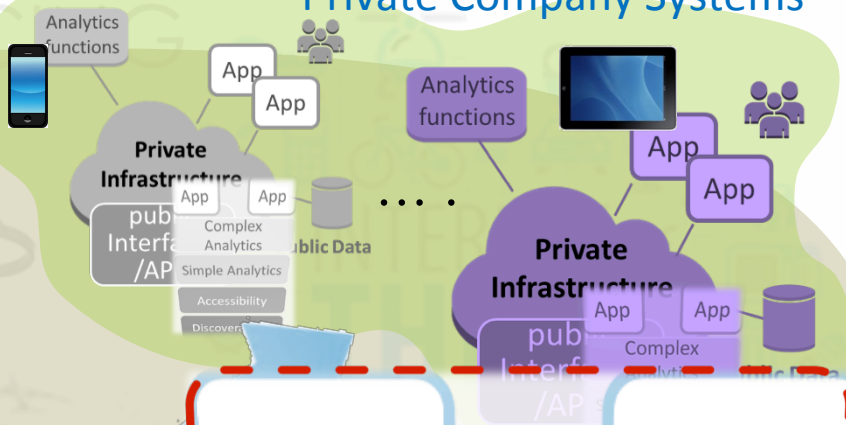 Private Company Systems
Analytics
functions
App
App
Private
Infrastructure
App
App
Complex
Analytics
Simple Analytics
Accessibility
. . . .
Analytics
functions
App
App
Private
Infrastructure
App
App
Complex